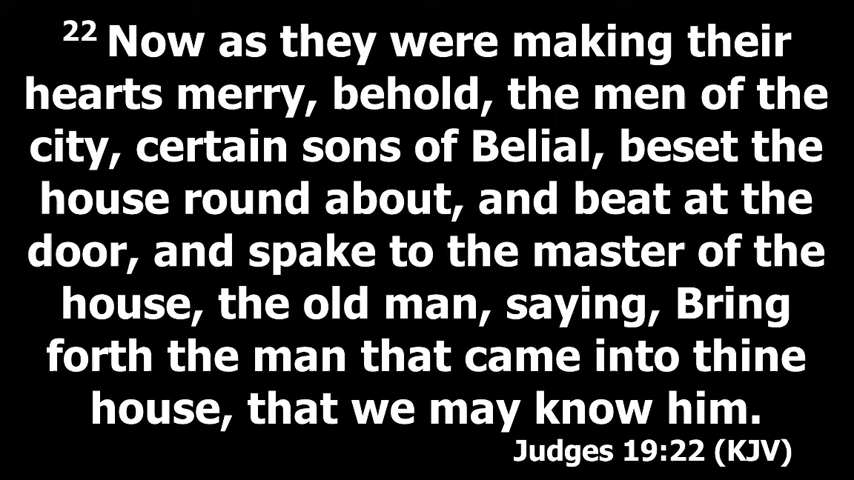 22 Now as they were making their
hearts merry, behold, the men of the
city, certain sons of Belial, beset the
house round about, and beat at the
door, and spake to the master of the
house, the old man, saying, Bring
forth the man that came into thine
house, that we may know him.
Judges 19:22 (KJV)